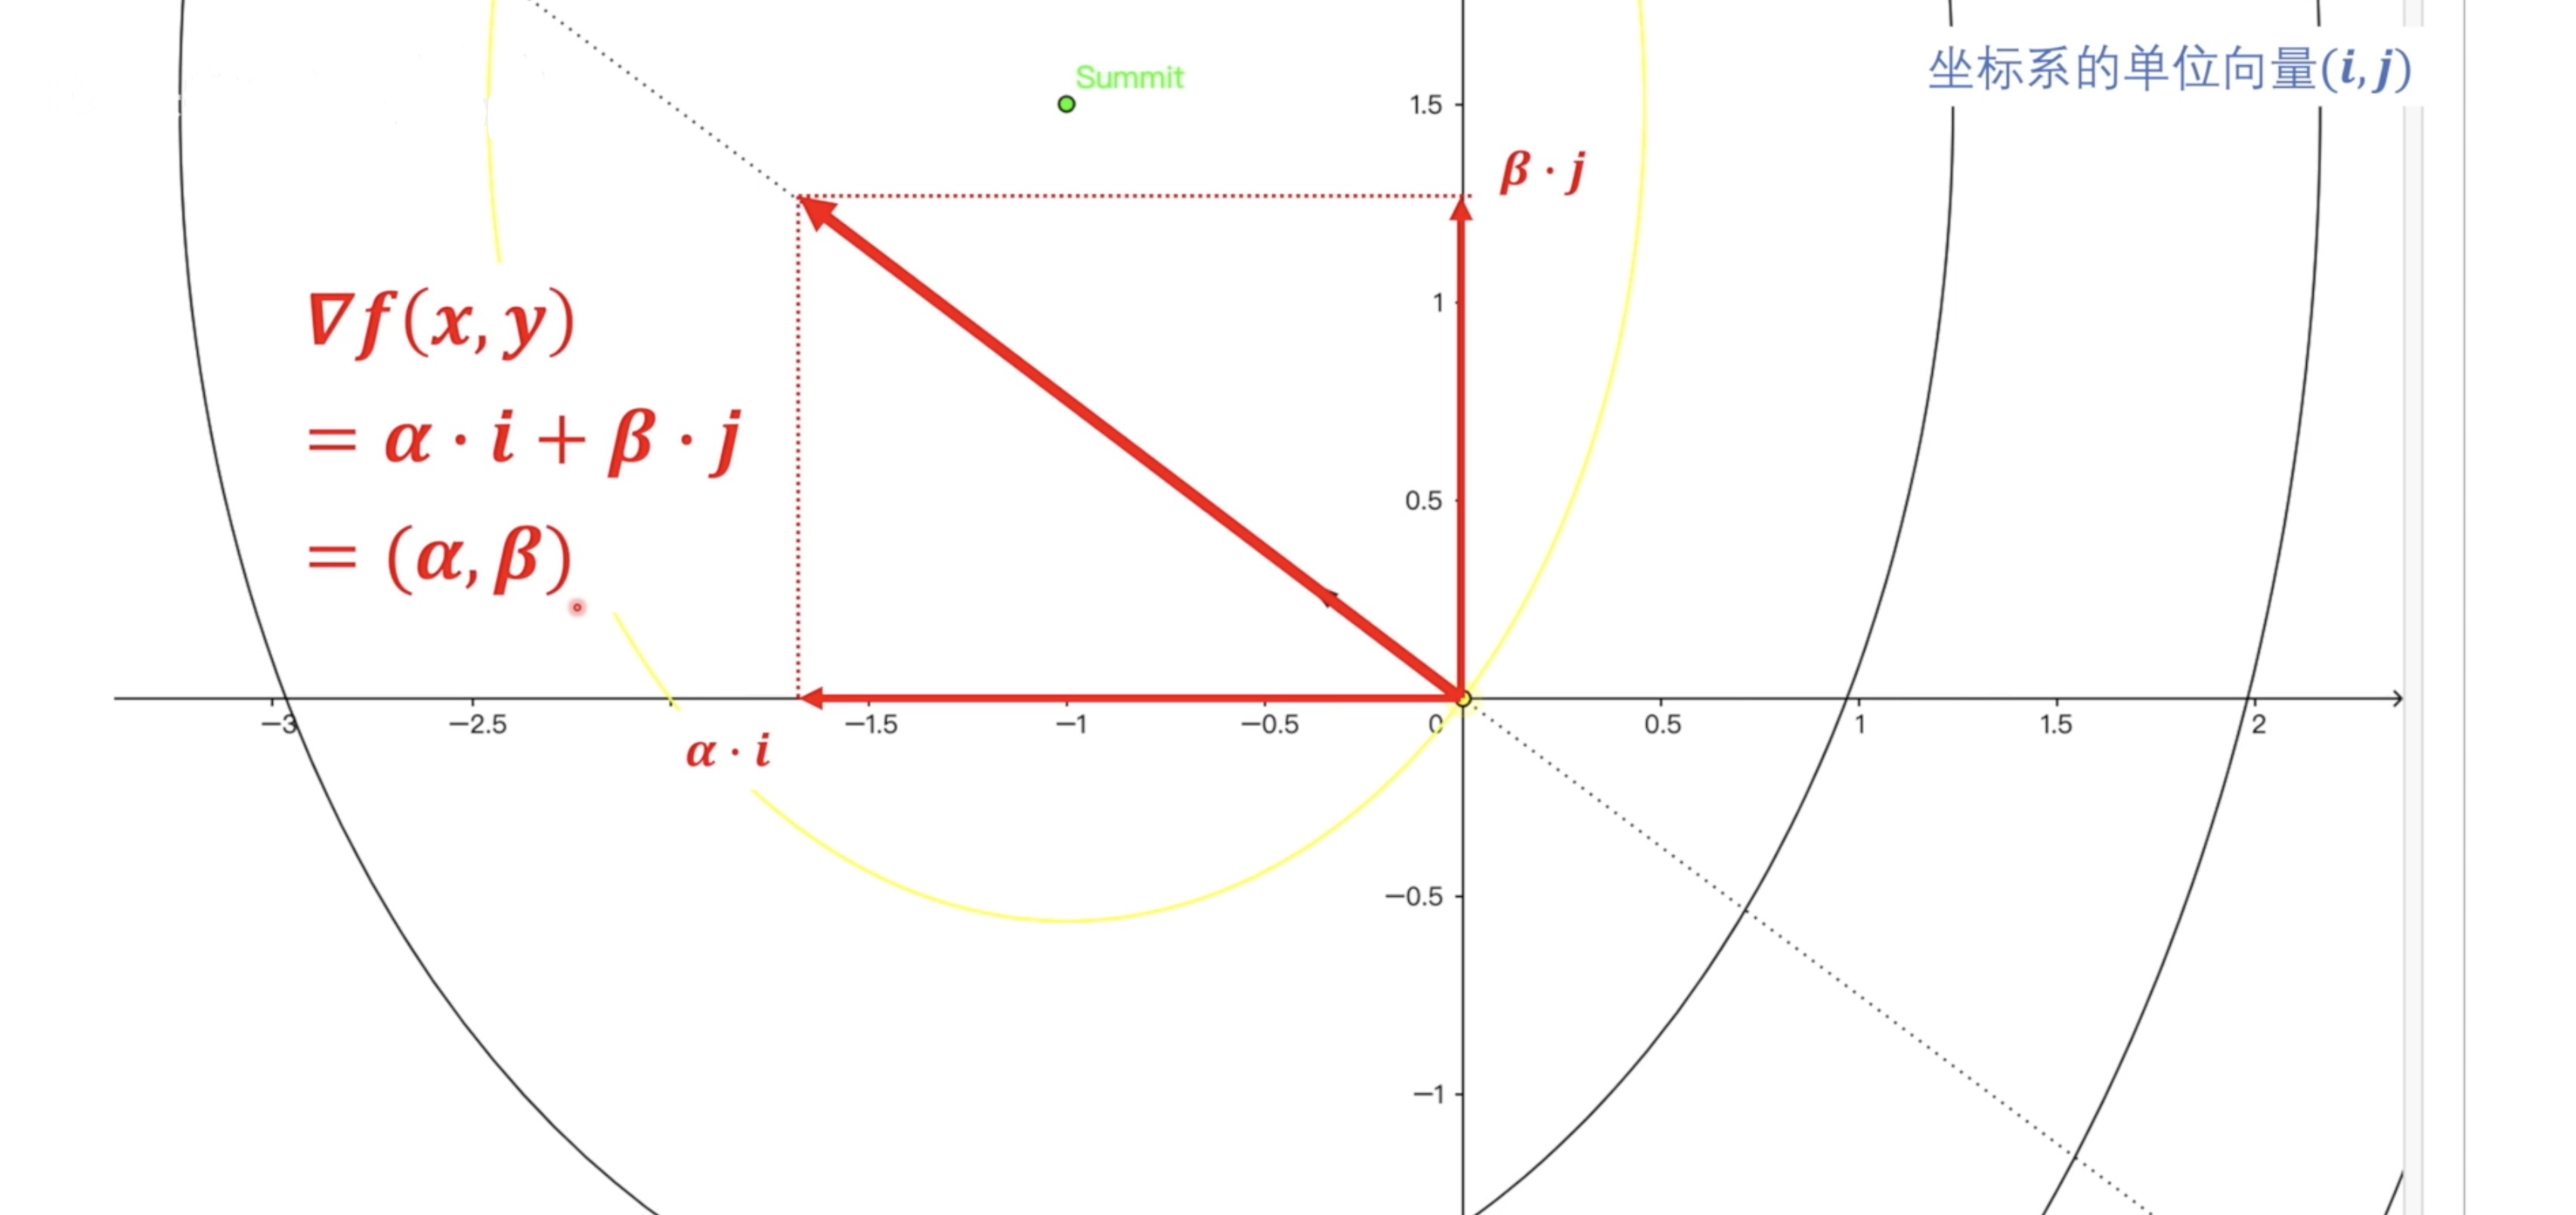 坐标系的单位向量(i, j)
Summit
1.5
β · j
1
∇f(x, y)
= α · i + β · j
0.5
= (α, β)
−3 −2.5 −1.5 −1 −0.5 0 0.5 1 1.5 2
α · i
−0.5
−1